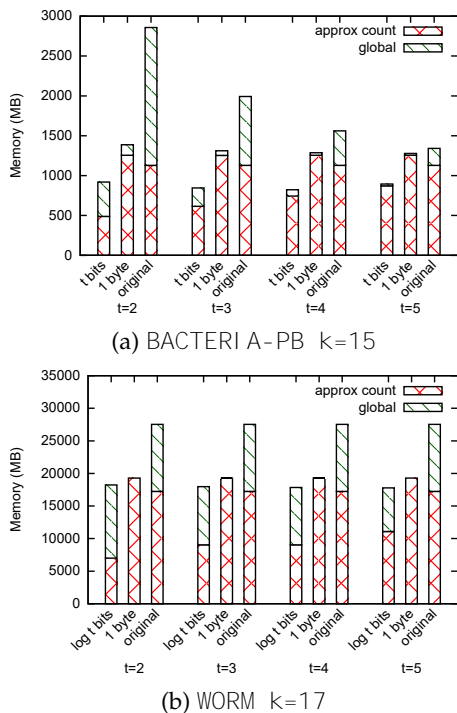 approx count
global
3000
2500
2000
1500
1000
500
0
Memory (MB)
t bits 1 byte original t bits 1 byte original t bits 1 byte original t bits 1 byte original
t=2 t=3 t=4 t=5
(a) BACTERIA-PB k=15
approx count
global
35000
30000
25000
20000
15000
10000
5000
0
Memory (MB)
log t bits 1 byte original log t bits 1 byte original log t bits 1 byte original log t bits 1 byte original
t=2 t=3 t=4 t=5
(b) WORM k=17